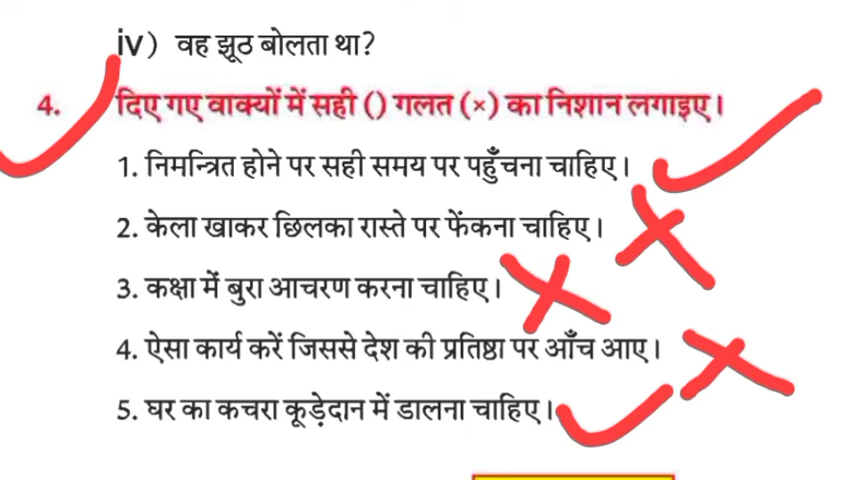 iv) वह झूठ बोलता था?
4. दिए गए वाक्यों में सही () गलत (×) का निशान लगाइए।
1. निमन्त्रित होने पर सही समय पर पहुँचना चाहिए।
2. केला खाकर छिलका रास्ते पर फेंकना चाहिए।
3. कक्षा में बुरा आचरण करना चाहिए।
4. ऐसा कार्य करें जिससे देश की प्रतिष्ठा पर आँच आए।
5. घर का कचरा कूड़ेदान में डालना चाहिए।